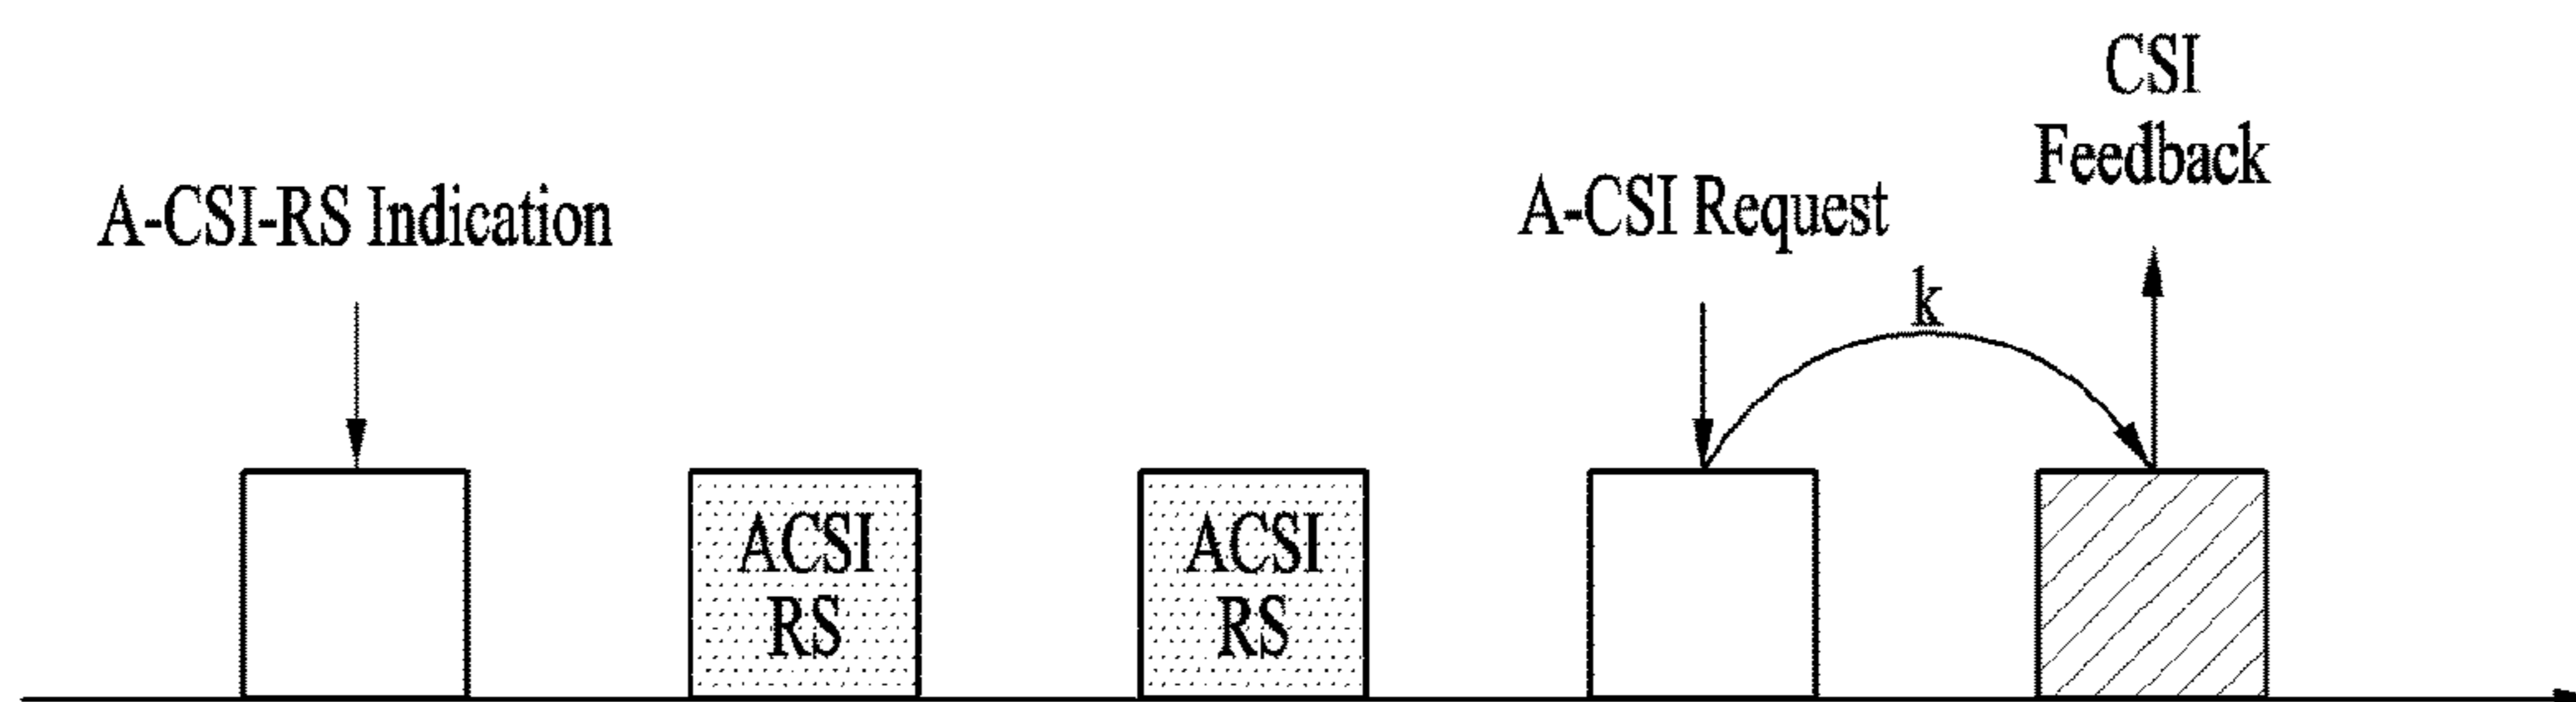 CSI
Feedback
A-CSI-RS Indication
A-CSI Request
k
ACSI
RS
ACSI
RS